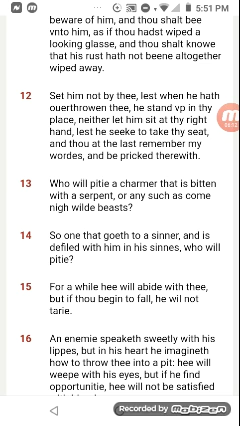 5:51 PM
beware of him, and thou shalt bee
vnto him, as if thou hadst wiped a
looking glasse, and thou shalt knowe
that his rust hath not beene altogether
wiped away.
12 Set him not by thee, lest when he hath
ouerthrowen thee, he stand vp in thy
place, neither let him sit at thy right
hand, lest he seeke to take thy seat,
and thou at the last remember my
wordes, and be pricked therewith.
13 Who will pitie a charmer that is bitten
with a serpent, or any such as come
nigh wilde beasts?
14 So one that goeth to a sinner, and is
defiled with him in his sinnes, who will
pitie?
15 For a while hee will abide with thee,
but if thou begin to fall, he wil not
tarie.
16 An enemie speaketh sweetly with his
lippes, but in his heart he imagineth
how to throw thee into a pit: hee will
weepe with his eyes, but if he find
opportunitie, hee will not be satisfied
Recorded by mobizen